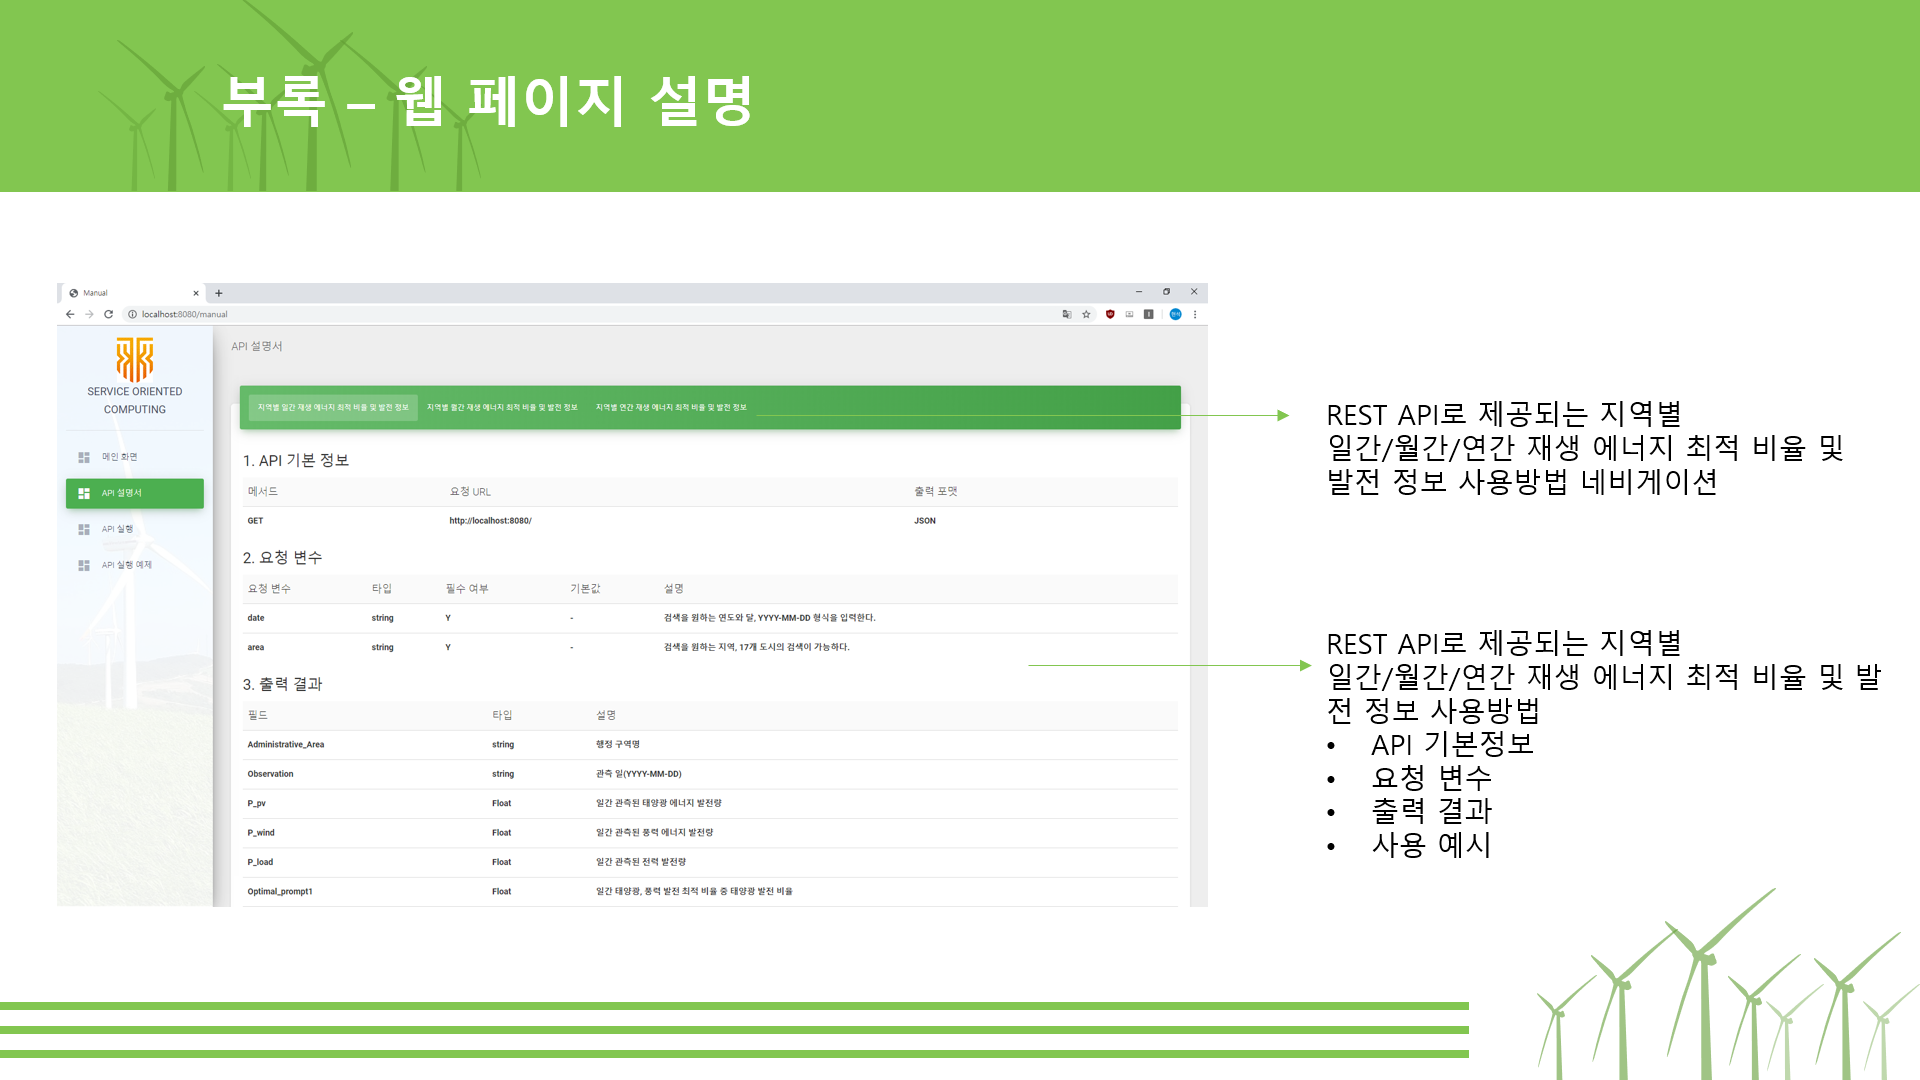 부록 – 웹 페이지 설명
Manual
localhost:8080/manual
SERVICE ORIENTED
COMPUTING
메인 화면
API 설명서
API 실행
API 실행 예제
API 설명서
지역별 일간 재생 에너지 최적 비율 및 발전 정보 지역별 월간 재생 에너지 최적 비율 및 발전 정보 지역별 연간 재생 에너지 최적 비율 및 발전 정보
1. API 기본 정보
메서드 요청 URL 출력 포맷
GET http://localhost:8080/ JSON
2. 요청 변수
요청 변수 타입 필수 여부 기본값 설명
date string Y - 검색을 원하는 연도와 달, YYYY-MM-DD 형식을 입력한다.
area string Y - 검색을 원하는 지역, 17개 도시의 검색이 가능하다.
3. 출력 결과
필드 타입 설명
Administrative_Area string 행정 구역명
Observation string 관측 일(YYYY-MM-DD)
P_pv Float 일간 관측된 태양광 에너지 발전량
P_wind Float 일간 관측된 풍력 에너지 발전량
P_load Float 일간 관측된 전력 발전량
Optimal_prompt1 Float 일간 태양광, 풍력 발전 최적 비율 중 태양광 발전 비율
REST API로 제공되는 지역별
일간/월간/연간 재생 에너지 최적 비율 및
발전 정보 사용방법 네비게이션
REST API로 제공되는 지역별
일간/월간/연간 재생 에너지 최적 비율 및 발
전 정보 사용방법
• API 기본정보
• 요청 변수
• 출력 결과
• 사용 예시